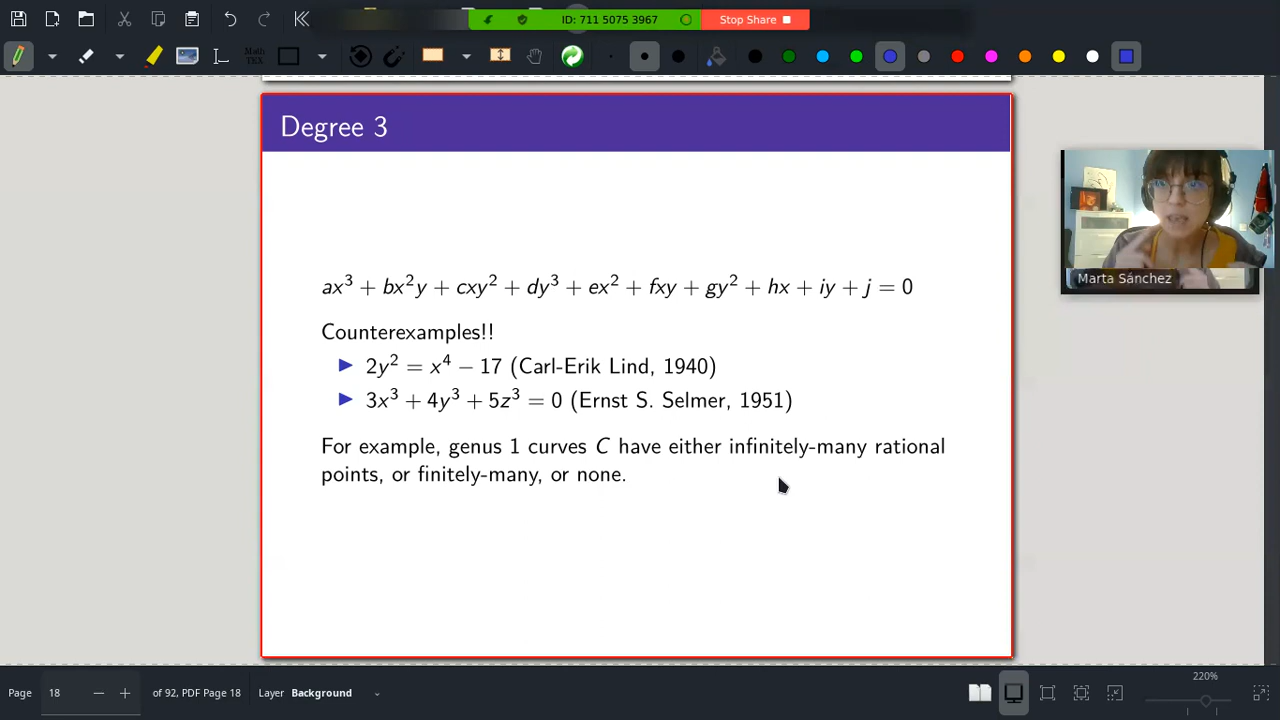 ID: 711 5075 3967
Stop Share
Math
TEX
Degree 3
ax³ + bx²y + cxy² + dy³ + ex² + fxy + gy² + hx + iy + j = 0
Counterexamples!!
▶ 2y² = x⁴ − 17 (Carl-Erik Lind, 1940)
▶ 3x³ + 4y³ + 5z³ = 0 (Ernst S. Selmer, 1951)
For example, genus 1 curves C have either infinitely-many rational
points, or finitely-many, or none.
Marta Sánchez
Page 18 of 92, PDF Page 18 Layer Background
220%